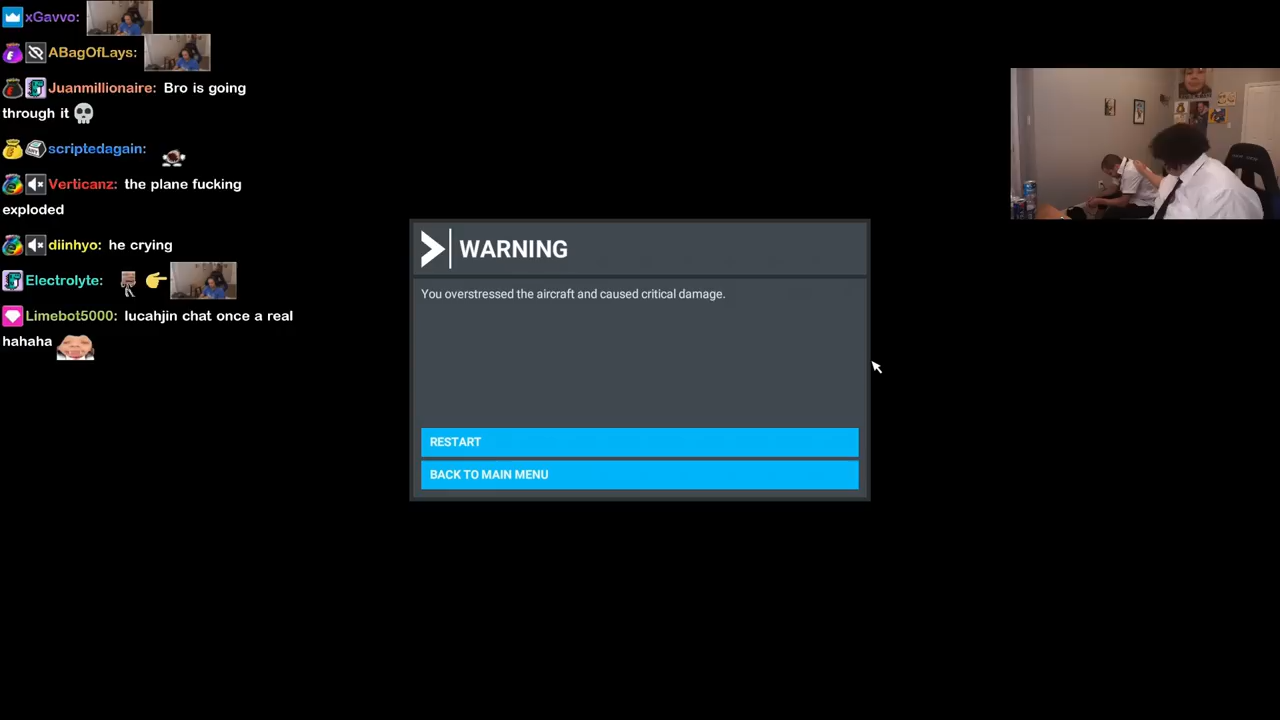 xGavvo:
ABagOfLays:
Juanmillionaire: Bro is going
through it
scriptedagain:
Verticanz: the plane fucking
exploded
diinhyo: he crying
Electrolyte:
Limebot5000: lucahjin chat once a real
hahaha
WARNING
You overstressed the aircraft and caused critical damage.
RESTART
BACK TO MAIN MENU